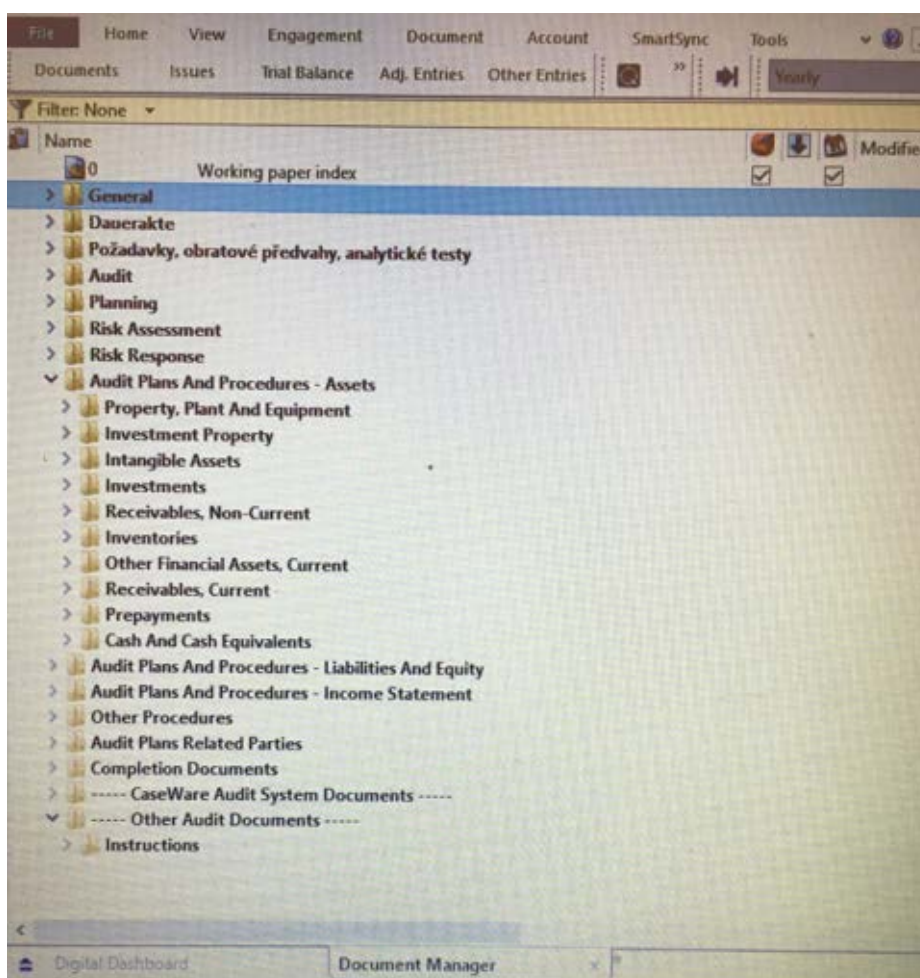 File Home View Engagement Document Account SmartSync Tools
Documents Issues Trial Balance Adj. Entries Other Entries » Yearly
Filter: None
Name Modifie
0 Working paper index
General
Dauerakte
Požadavky, obratové předvahy, analytické testy
Audit
Planning
Risk Assessment
Risk Response
Audit Plans And Procedures - Assets
Property, Plant And Equipment
Investment Property
Intangible Assets
Investments
Receivables, Non-Current
Inventories
Other Financial Assets, Current
Receivables, Current
Prepayments
Cash And Cash Equivalents
Audit Plans And Procedures - Liabilities And Equity
Audit Plans And Procedures - Income Statement
Other Procedures
Audit Plans Related Parties
Completion Documents
----- CaseWare Audit System Documents -----
----- Other Audit Documents -----
Instructions
Digital Dashboard Document Manager ×